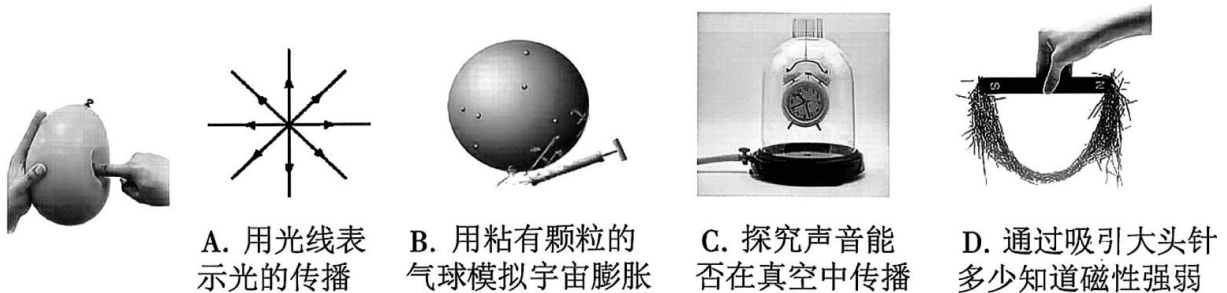 S
N
A. 用光线表
示光的传播
B. 用粘有颗粒的
气球模拟宇宙膨胀
C. 探究声音能
否在真空中传播
D. 通过吸引大头针
多少知道磁性强弱